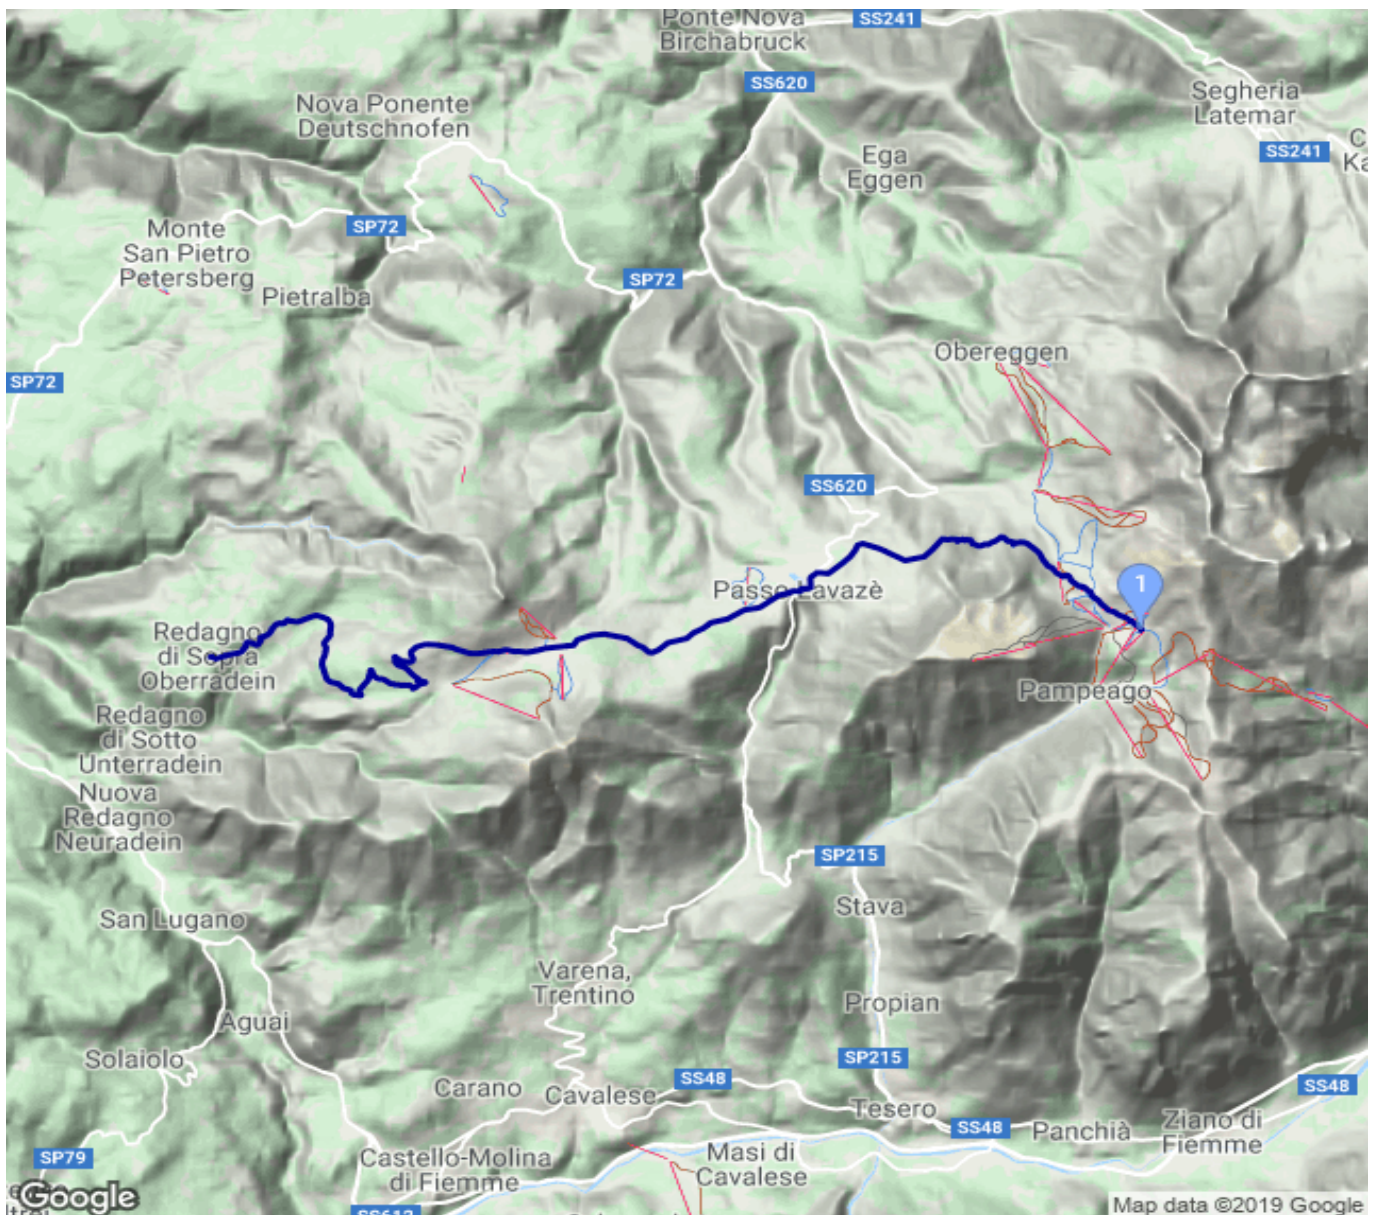 Ponte Nova
Birchabruck
SS241
SS620
Nova Ponente
Deutschnofen
Segheria
Latemar
SS241
Ega
Eggen
SP72
Monte
San Pietro
Petersberg
Pietralba
SP72
Obereggen
SP72
SS620
Passo Lavazè
1
Redagno
di Sopra
Oberradein
Pampeago
Redagno
di Sotto
Unterradein
Nuova
Redagno
Neuradein
SP215
Stava
San Lugano
Varena,
Trentino
Propian
Aguai
Solaiolo
SP215
Carano
Cavalese
SS48
SS48
Tesero
SS48
Panchià
Ziano di
Fiemme
SP79
Castello-Molina
di Fiemme
Masi di
Cavalese
Google
SS612
Map data ©2019 Google